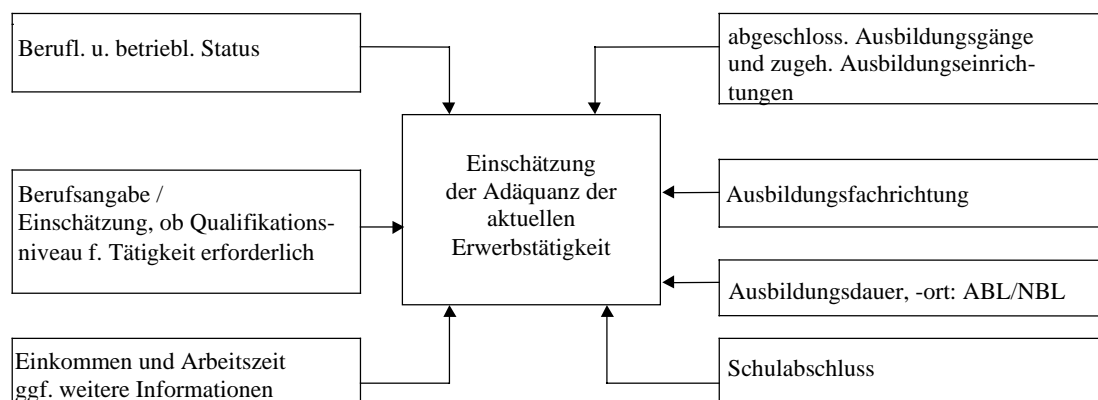 Berufl. u. betriebl. Status
abgeschloss. Ausbildungsgänge
und zugeh. Ausbildungseinrich-
tungen
Einschätzung
der Adäquanz der
aktuellen
Erwerbstätigkeit
Berufsangabe /
Einschätzung, ob Qualifikations-
niveau f. Tätigkeit erforderlich
Ausbildungsfachrichtung
Ausbildungsdauer, -ort: ABL/NBL
Einkommen und Arbeitszeit
ggf. weitere Informationen
Schulabschluss